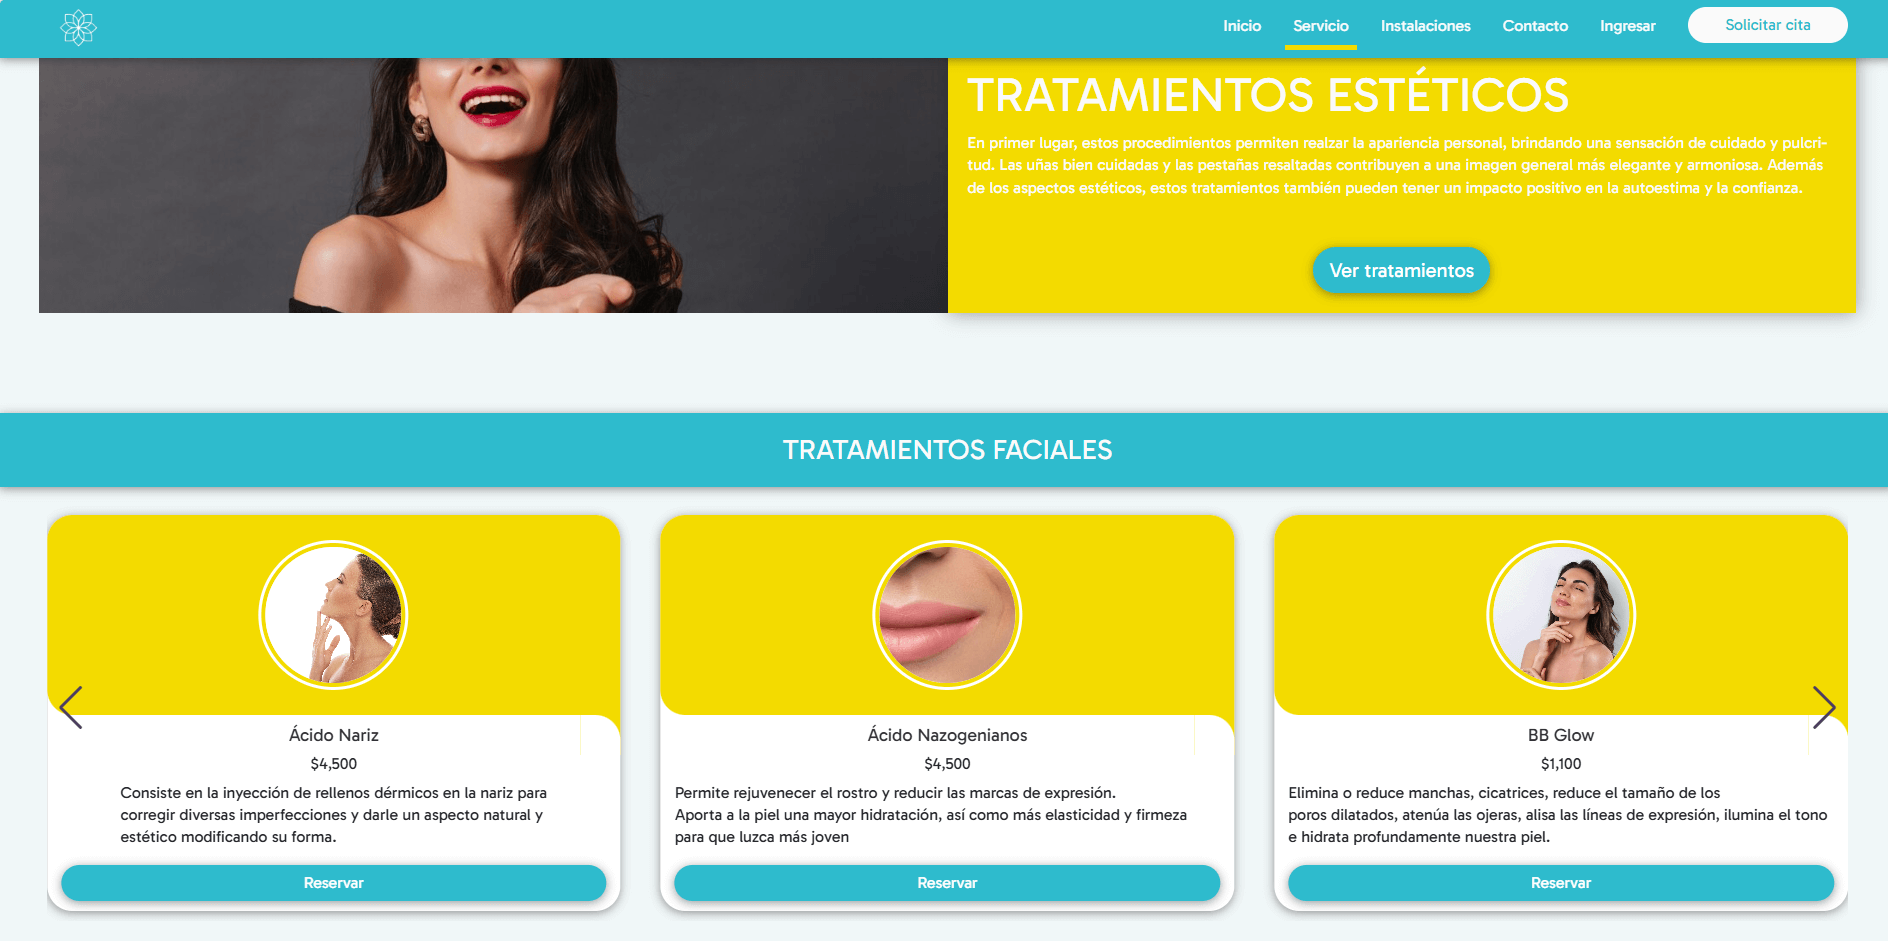 Inicio
Servicio
Instalaciones
Contacto
Ingresar
Solicitar cita
TRATAMIENTOS ESTÉTICOS
En primer lugar, estos procedimientos permiten realzar la apariencia personal, brindando una sensación de cuidado y pulcri-
tud. Las uñas bien cuidadas y las pestañas resaltadas contribuyen a una imagen general más elegante y armoniosa. Además
de los aspectos estéticos, estos tratamientos también pueden tener un impacto positivo en la autoestima y la confianza.
Ver tratamientos
TRATAMIENTOS FACIALES
Ácido Nariz
$4,500
Consiste en la inyección de rellenos dérmicos en la nariz para
corregir diversas imperfecciones y darle un aspecto natural y
estético modificando su forma.
Reservar
Ácido Nazogenianos
$4,500
Permite rejuvenecer el rostro y reducir las marcas de expresión.
Aporta a la piel una mayor hidratación, así como más elasticidad y firmeza
para que luzca más joven
Reservar
BB Glow
$1,100
Elimina o reduce manchas, cicatrices, reduce el tamaño de los
poros dilatados, atenúa las ojeras, alisa las líneas de expresión, ilumina el tono
e hidrata profundamente nuestra piel.
Reservar